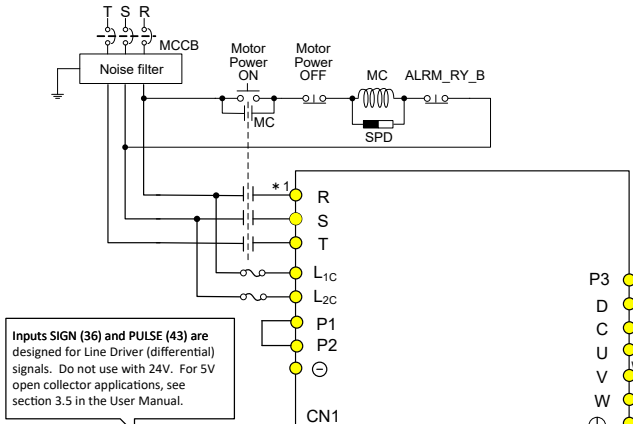 T S R
MCCB
Noise filter
Motor
Power
ON
Motor
Power
OFF
MC
ALRM_RY_B
MC
SPD
*1
R
S
T
L1C
L2C
P1
P2
⊖
CN1
P3
D
C
U
V
W
Inputs SIGN (36) and PULSE (43) are
designed for Line Driver (differential)
signals. Do not use with 24V. For 5V
open collector applications, see
section 3.5 in the User Manual.